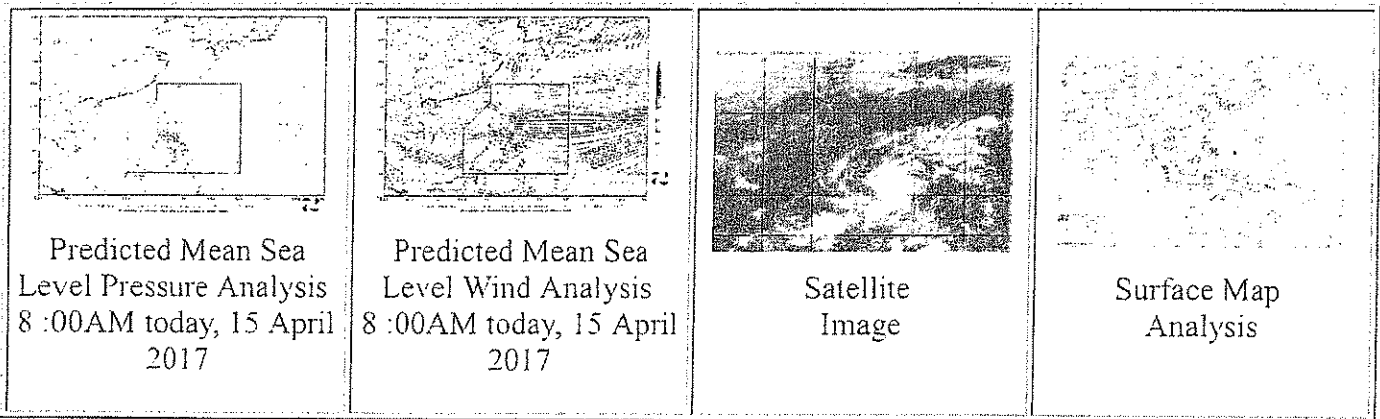 Predicted Mean Sea
Level Pressure Analysis
8 :00AM today, 15 April
2017
Predicted Mean Sea
Level Wind Analysis
8 :00AM today, 15 April
2017
Satellite
Image
Surface Map
Analysis